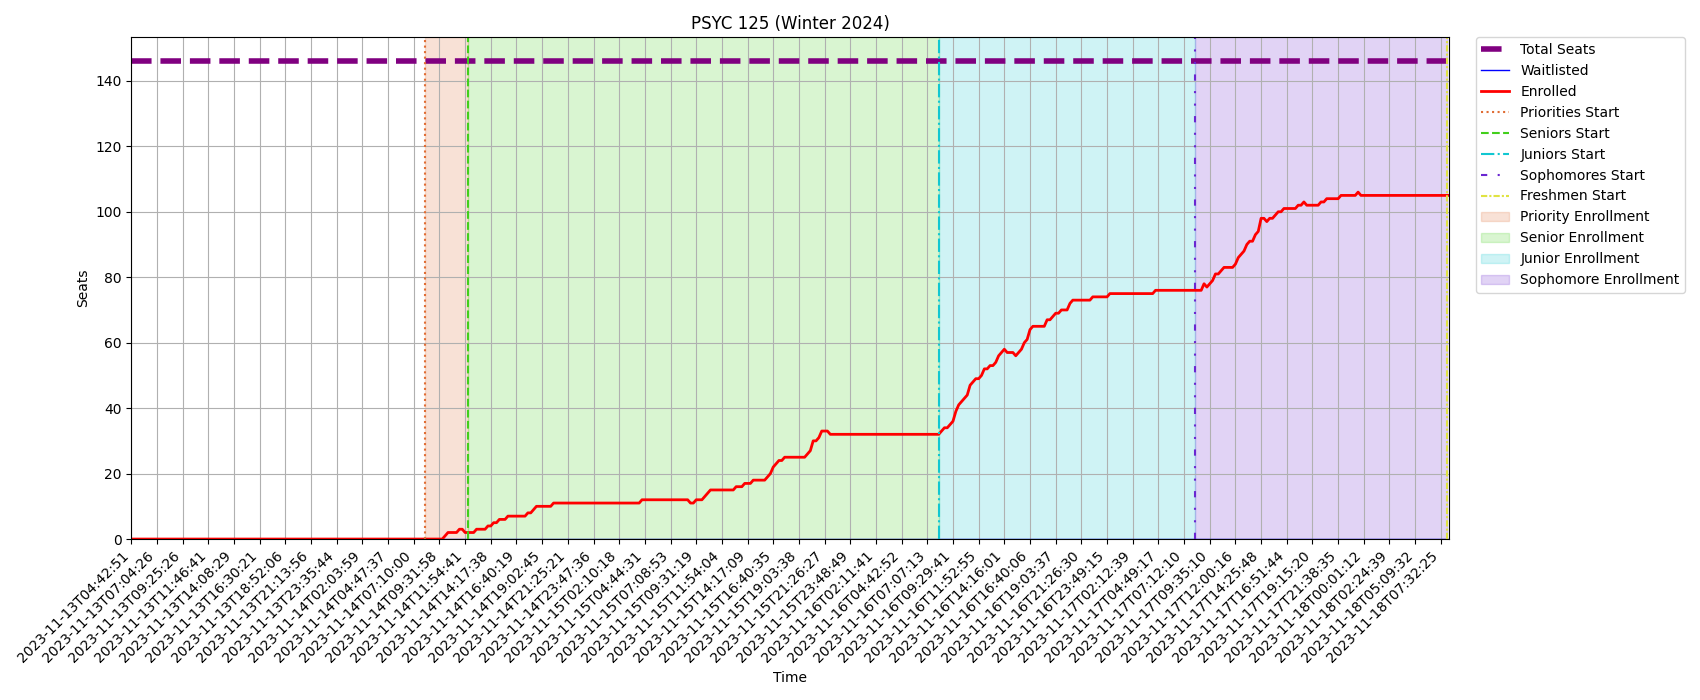 PSYC 125 (Winter 2024)
Seats
140
120
100
80
60
40
20
0
2023-11-13T04:42:51
2023-11-13T07:04:26
2023-11-13T09:25:26
2023-11-13T11:46:41
2023-11-13T14:08:29
2023-11-13T16:30:21
2023-11-13T18:52:06
2023-11-13T21:13:56
2023-11-13T23:35:44
2023-11-14T02:03:59
2023-11-14T04:47:37
2023-11-14T07:10:00
2023-11-14T09:31:58
2023-11-14T11:54:41
2023-11-14T14:17:38
2023-11-14T16:40:19
2023-11-14T19:02:45
2023-11-14T21:25:21
2023-11-14T23:47:36
2023-11-15T02:10:18
2023-11-15T04:44:31
2023-11-15T07:08:53
2023-11-15T09:31:19
2023-11-15T11:54:04
2023-11-15T14:17:09
2023-11-15T16:40:35
2023-11-15T19:03:38
2023-11-15T21:26:27
2023-11-15T23:48:49
2023-11-16T02:11:41
2023-11-16T04:42:52
2023-11-16T07:07:13
2023-11-16T09:29:41
2023-11-16T11:52:55
2023-11-16T14:16:01
2023-11-16T16:40:06
2023-11-16T19:03:37
2023-11-16T21:26:30
2023-11-16T23:49:15
2023-11-17T02:12:39
2023-11-17T04:49:17
2023-11-17T07:12:10
2023-11-17T09:35:10
2023-11-17T12:00:16
2023-11-17T14:25:48
2023-11-17T16:51:44
2023-11-17T19:15:20
2023-11-17T21:38:35
2023-11-18T00:01:12
2023-11-18T02:24:39
2023-11-18T05:09:32
2023-11-18T07:32:25
Time
Total Seats
Waitlisted
Enrolled
Priorities Start
Seniors Start
Juniors Start
Sophomores Start
Freshmen Start
Priority Enrollment
Senior Enrollment
Junior Enrollment
Sophomore Enrollment